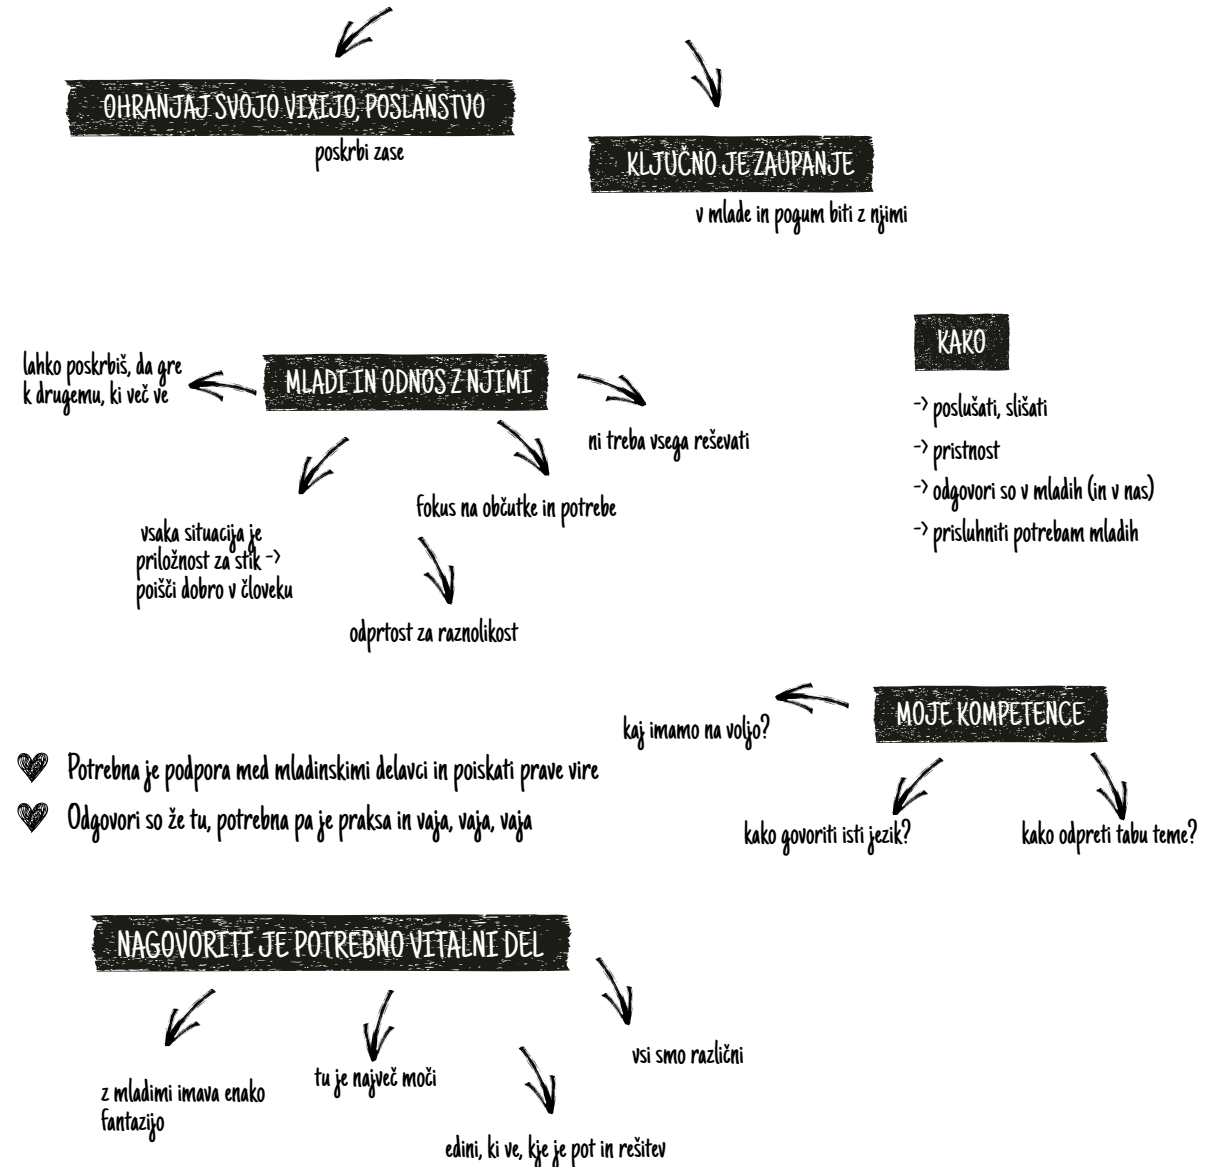 OHRANJAJ SVOJO VIXIJO, POSLANSTVO
poskrbi zase
KLJUČNO JE ZAUPANJE
v mlade in pogum biti z njimi
lahko poskrbiš, da gre
k drugemu, ki več ve
MLADI IN ODNOS Z NJIMI
ni treba vsega reševati
fokus na občutke in potrebe
vsaka situacija je
priložnost za stik ->
poišči dobro v človeku
odprtost za raznolikost
KAKO
-> poslušati, slišati
-> pristnost
-> odgovori so v mladih (in v nas)
-> prisluhniti potrebam mladih
MOJE KOMPETENCE
kaj imamo na voljo?
kako govoriti isti jezik?
kako odpreti tabu teme?
Potrebna je podpora med mladinskimi delavci in poiskati prave vire
Odgovori so že tu, potrebna pa je praksa in vaja, vaja, vaja
NAGOVORITI JE POTREBNO VITALNI DEL
z mladimi imava enako
fantazijo
tu je največ moči
edini, ki ve, kje je pot in rešitev
vsi smo različni